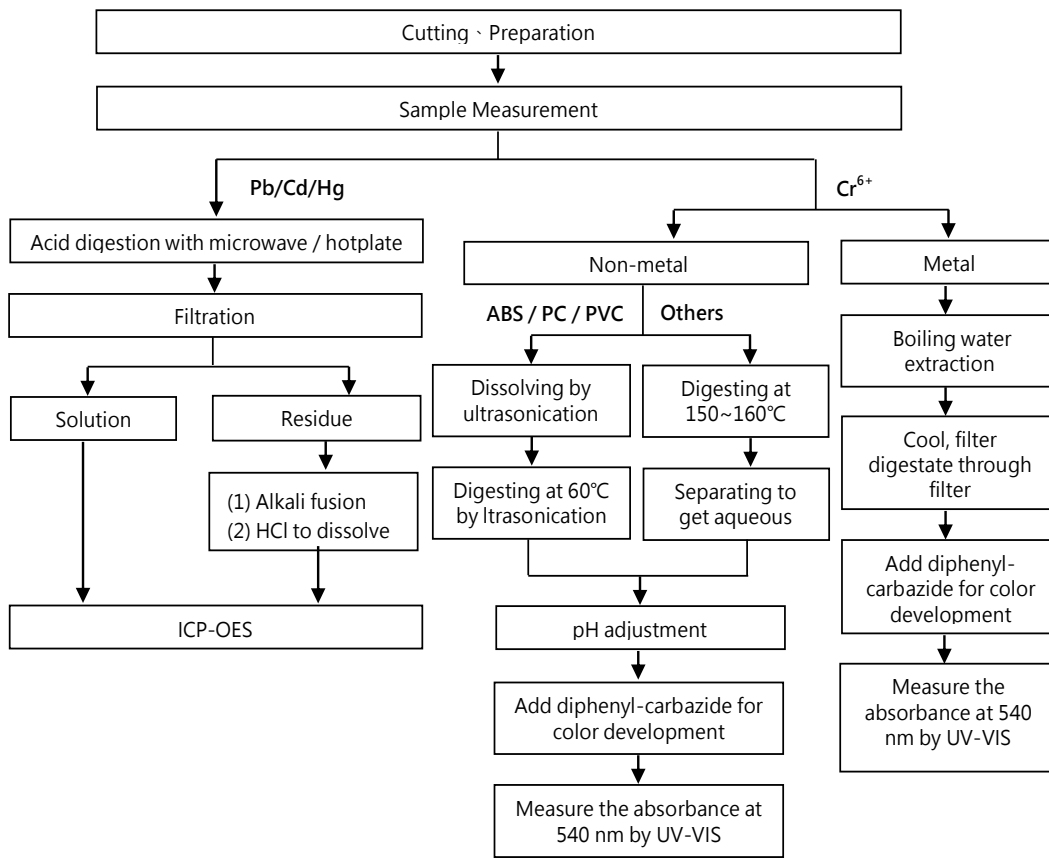 Cutting、Preparation
Sample Measurement
Pb/Cd/Hg
Cr⁶⁺
Acid digestion with microwave / hotplate
Non-metal
Metal
Filtration
ABS / PC / PVC
Others
Boiling water
extraction
Solution
Residue
Dissolving by
ultrasonication
Digesting at
150~160℃
Cool, filter
digestate through
filter
(1) Alkali fusion
(2) HCl to dissolve
Digesting at 60℃
by ltrasonication
Separating to
get aqueous
Add diphenyl-
carbazide for color
development
ICP-OES
pH adjustment
Measure the
absorbance at 540
nm by UV-VIS
Add diphenyl-carbazide for
color development
Measure the absorbance at
540 nm by UV-VIS